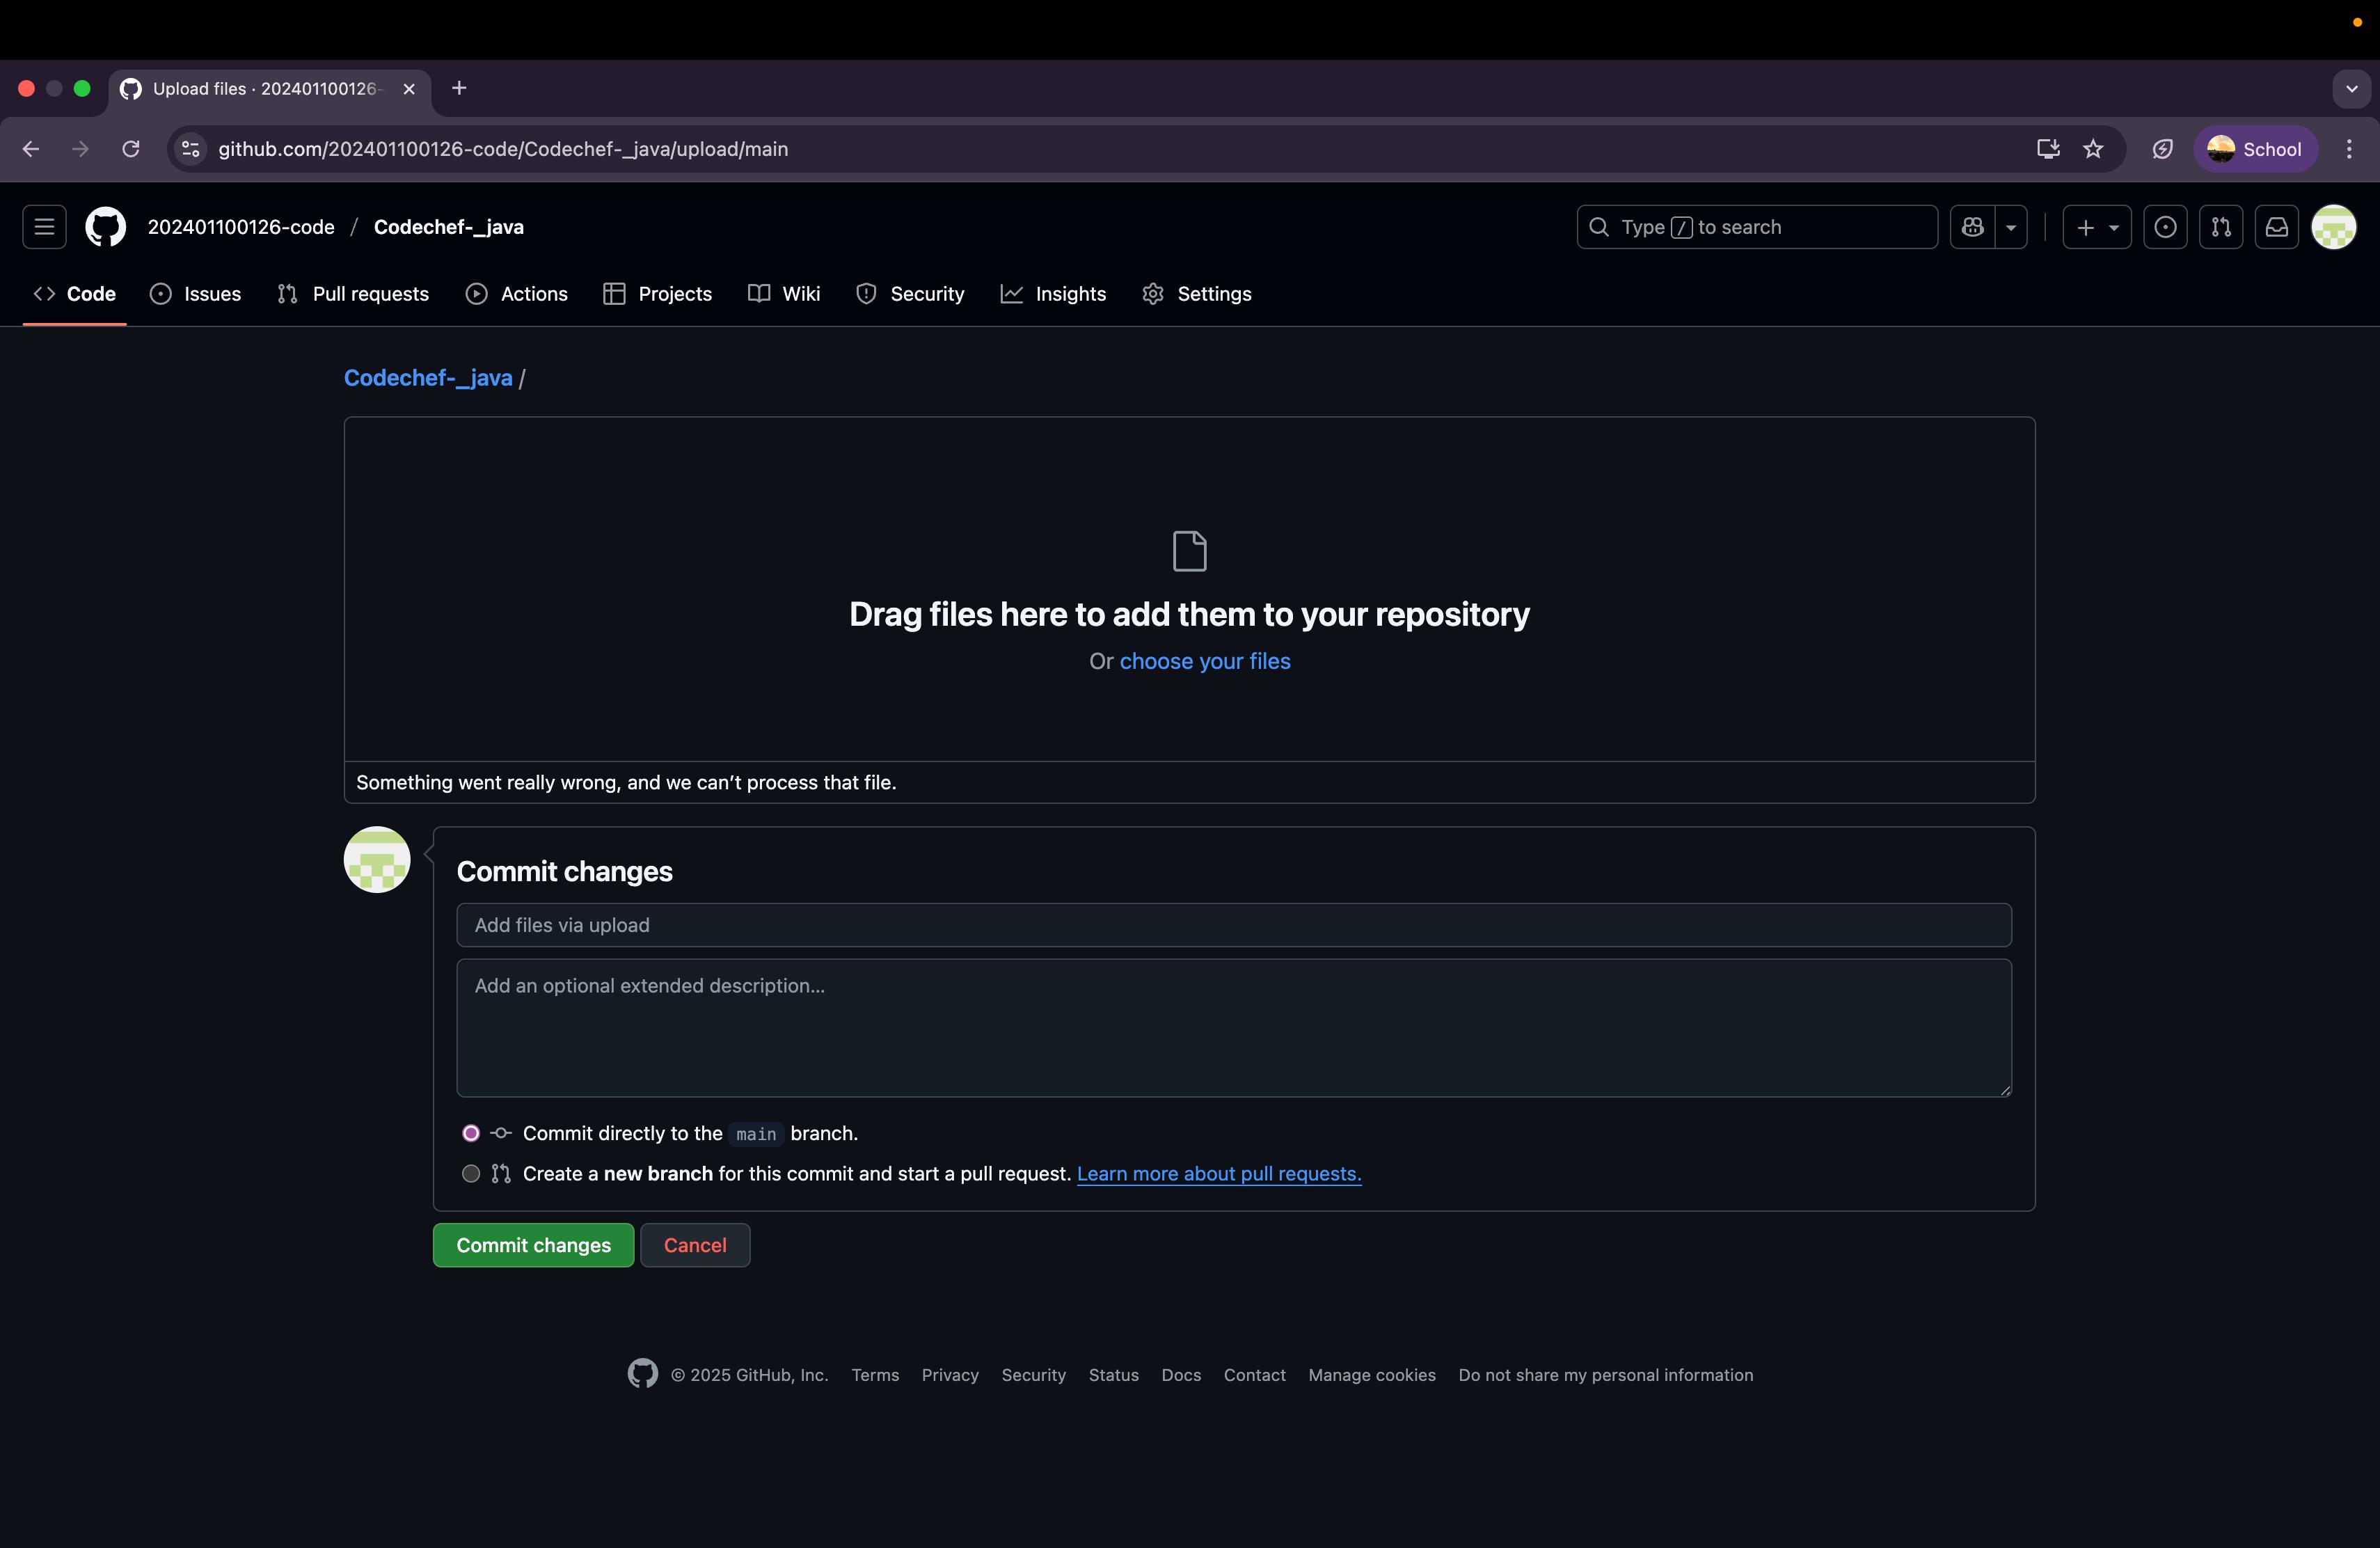 Upload files · 202401100126-
github.com/202401100126-code/Codechef-_java/upload/main
School
202401100126-code / Codechef-_java
Type / to search
Code Issues Pull requests Actions Projects Wiki Security Insights Settings
Codechef-_java /
Drag files here to add them to your repository
Or choose your files
Something went really wrong, and we can’t process that file.
Commit changes
Add files via upload
Add an optional extended description...
Commit directly to the main branch.
Create a new branch for this commit and start a pull request. Learn more about pull requests.
Commit changes Cancel
© 2025 GitHub, Inc. Terms Privacy Security Status Docs Contact Manage cookies Do not share my personal information